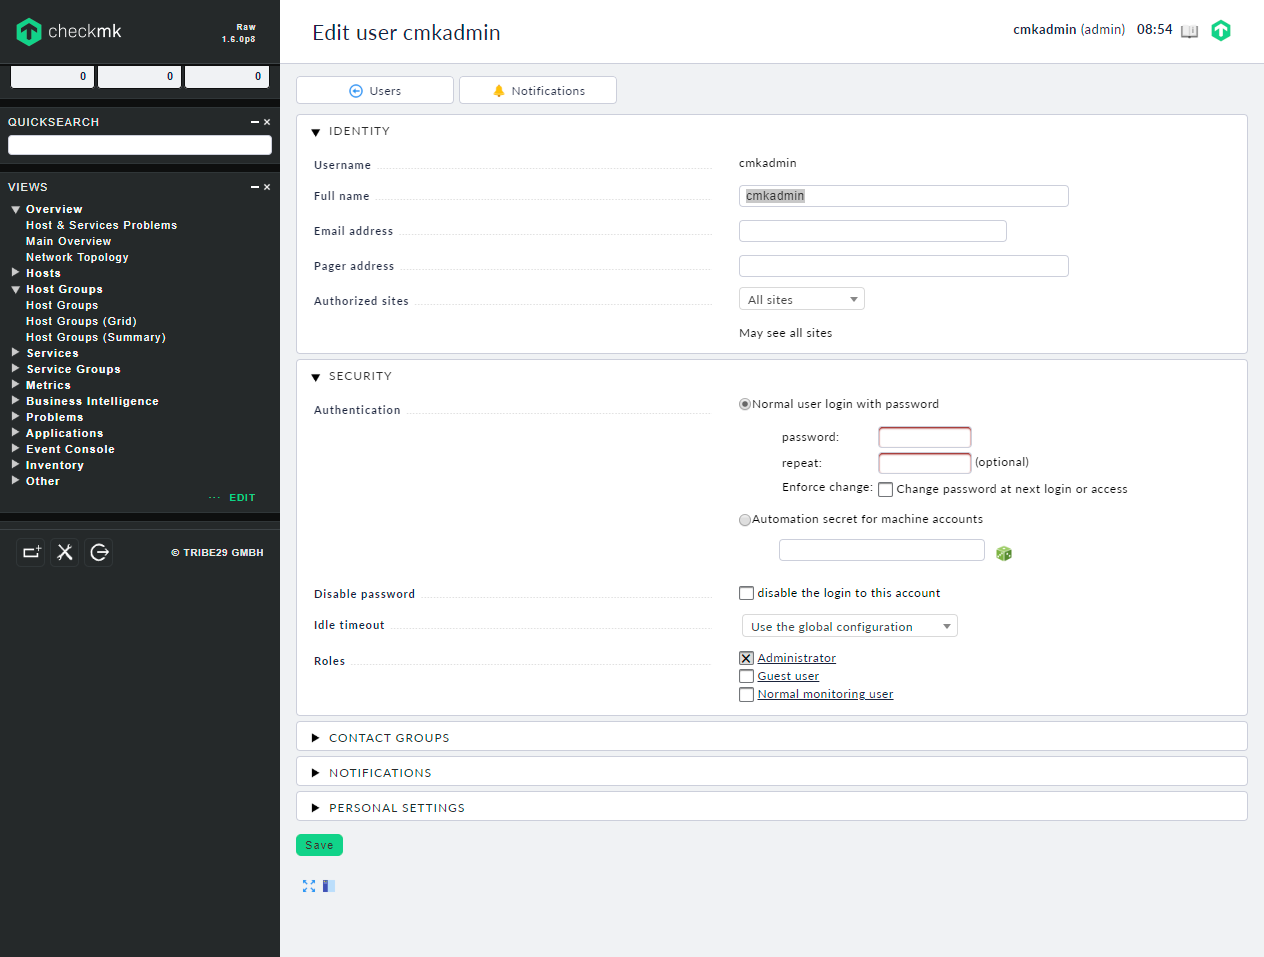 checkmk
Raw
1.6.0p8
0 0 0
QUICKSEARCH
VIEWS
Overview
Host & Services Problems
Main Overview
Network Topology
Hosts
Host Groups
Host Groups
Host Groups (Grid)
Host Groups (Summary)
Services
Service Groups
Metrics
Business Intelligence
Problems
Applications
Event Console
Inventory
Other
··· EDIT
© TRIBE29 GMBH
Edit user cmkadmin
cmkadmin (admin) 08:54
Users Notifications
IDENTITY
Username cmkadmin
Full name cmkadmin
Email address
Pager address
Authorized sites All sites
May see all sites
SECURITY
Authentication Normal user login with password
password:
repeat: (optional)
Enforce change: Change password at next login or access
Automation secret for machine accounts
Disable password disable the login to this account
Idle timeout Use the global configuration
Roles Administrator
Guest user
Normal monitoring user
CONTACT GROUPS
NOTIFICATIONS
PERSONAL SETTINGS
Save